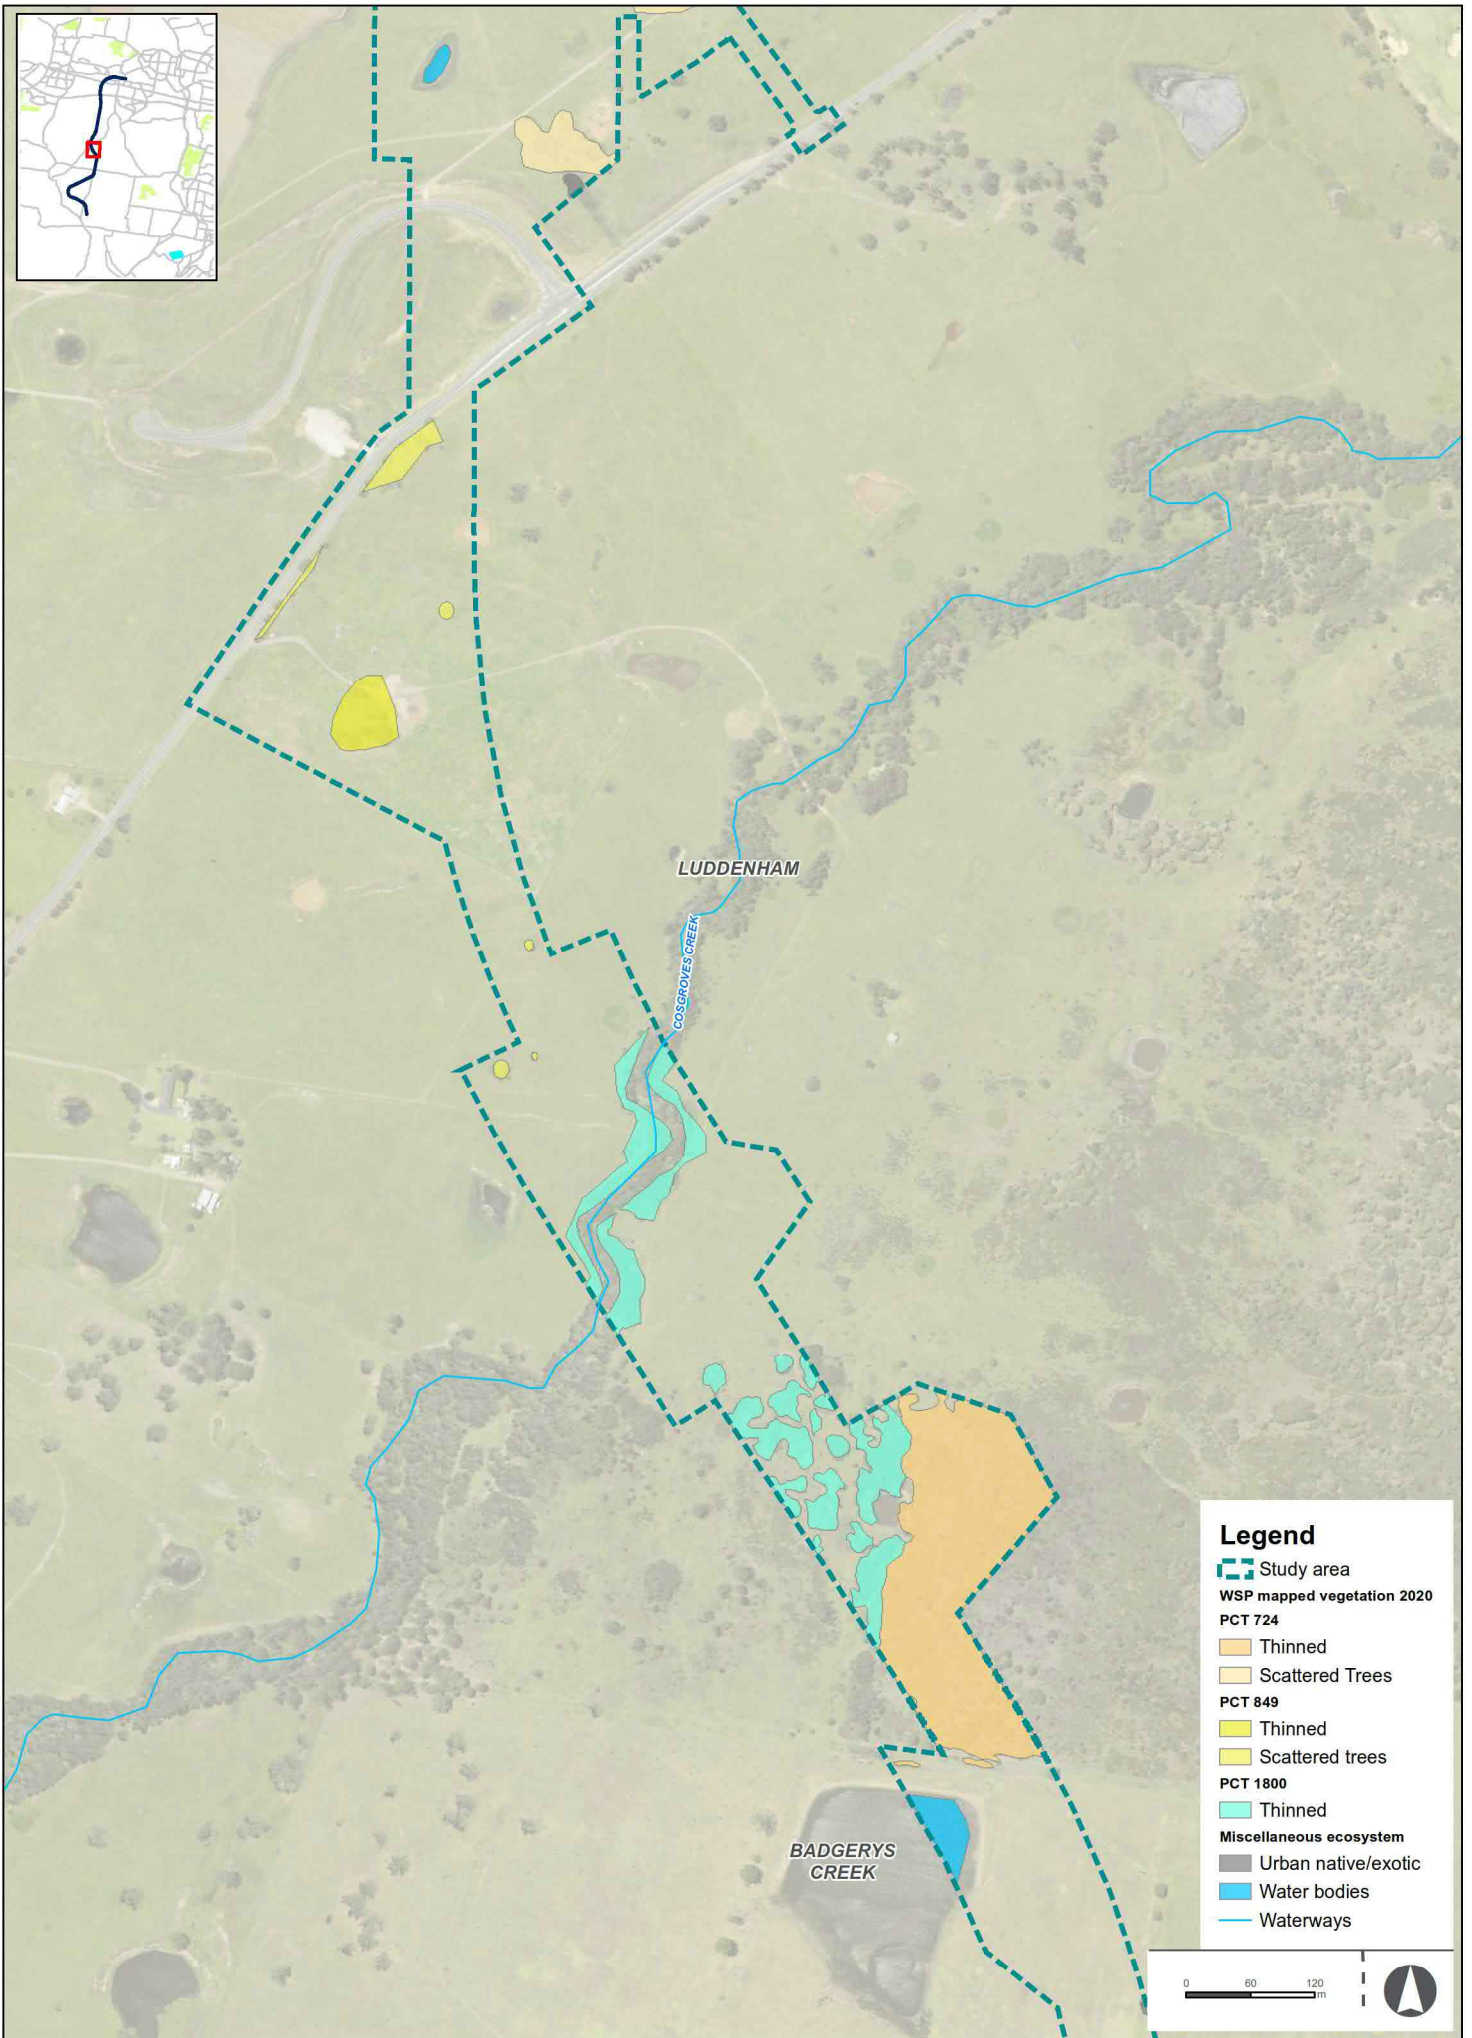 LUDDENHAM
COSGROVES CREEK
BADGERYS
CREEK
Legend
Study area
WSP mapped vegetation 2020
PCT 724
Thinned
Scattered Trees
PCT 849
Thinned
Scattered trees
PCT 1800
Thinned
Miscellaneous ecosystem
Urban native/exotic
Water bodies
Waterways
0 60 120
m